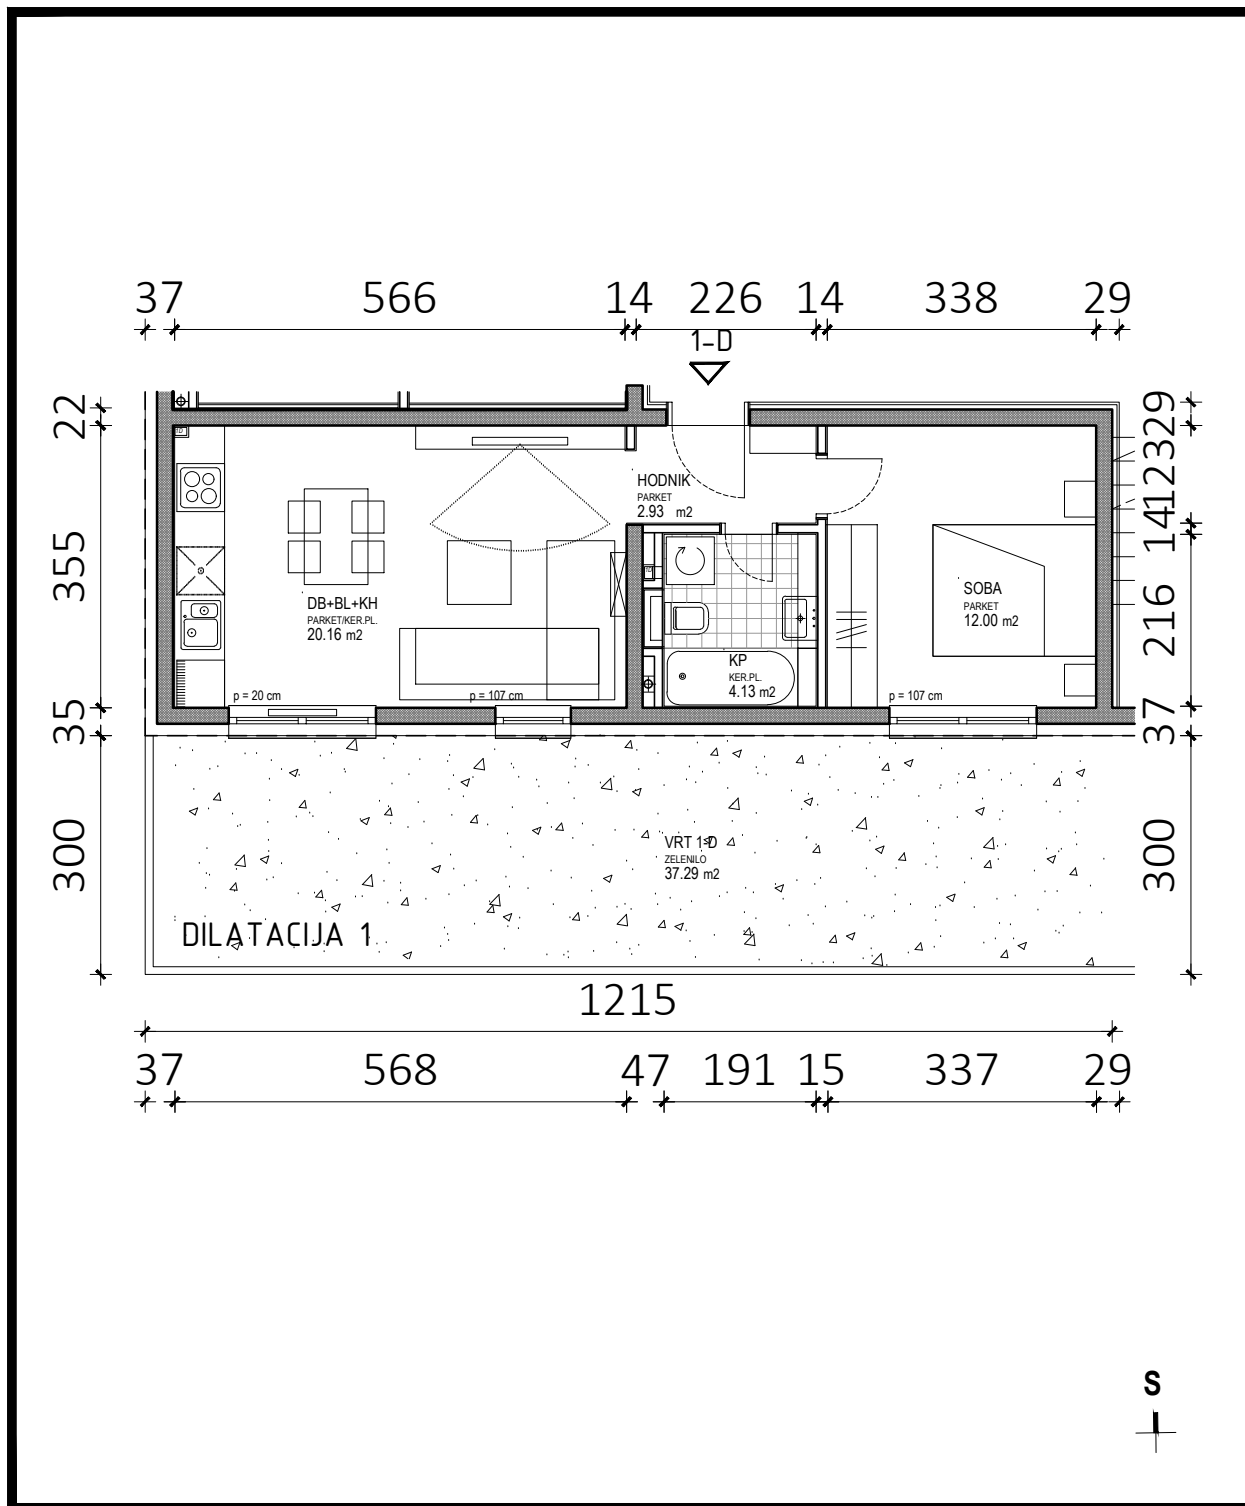 37 566 14 226 14 338 29
1-D
22
355
35
300
29
123
14
216
37
300
HODNIK
PARKET
2.93 m2
DB+BL+KH
PARKET/KER.PL.
20.16 m2
SOBA
PARKET
12.00 m2
KP
KER.PL.
4.13 m2
p = 20 cm
p = 107 cm
p = 107 cm
VRT 1-D
ZELENILO
37.29 m2
DILATACIJA 1
1215
37 568 47 191 15 337 29
S